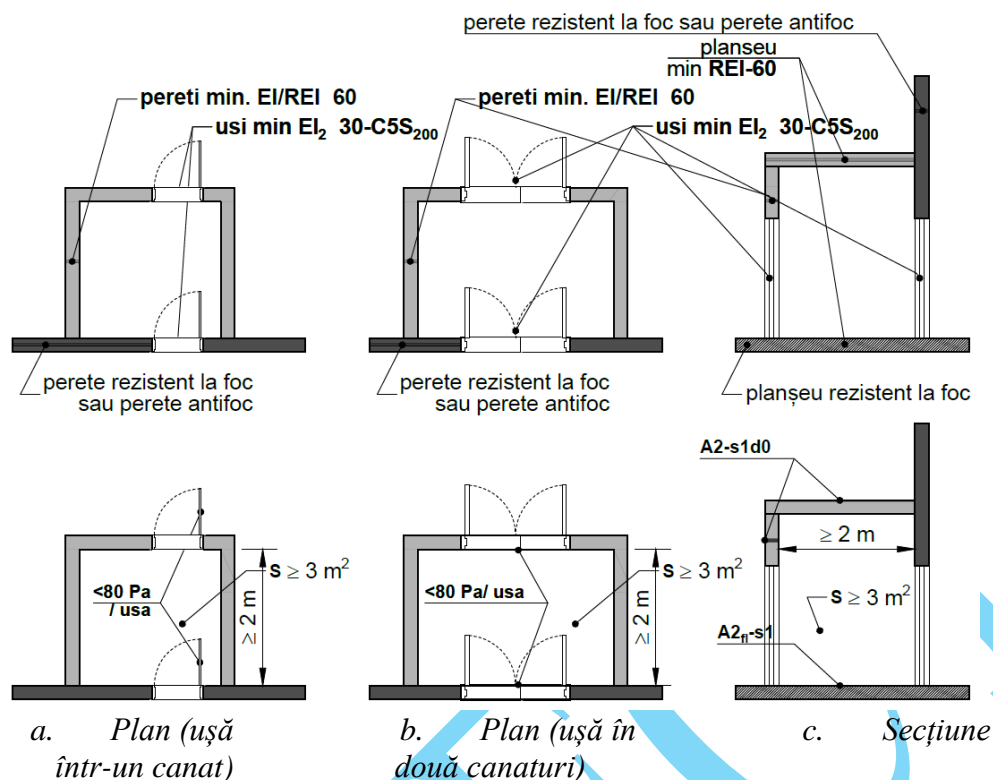 perete rezistent la foc sau perete antifoc
planseu
min REI-60
pereti min. EI/REI 60
usi min EI₂ 30-C5S₂₀₀
pereti min. EI/REI 60
usi min EI₂ 30-C5S₂₀₀
perete rezistent la foc
sau perete antifoc
perete rezistent la foc
sau perete antifoc
planșeu rezistent la foc
<80 Pa
/ usa
s ≥ 3 m²
≥ 2 m
<80 Pa/ usa
s ≥ 3 m²
≥ 2 m
A2-s1d0
≥ 2 m
s ≥ 3 m²
A2fl-s1
a. Plan (ușă
într-un canat)
b. Plan (ușă în
două canaturi)
c. Secțiune